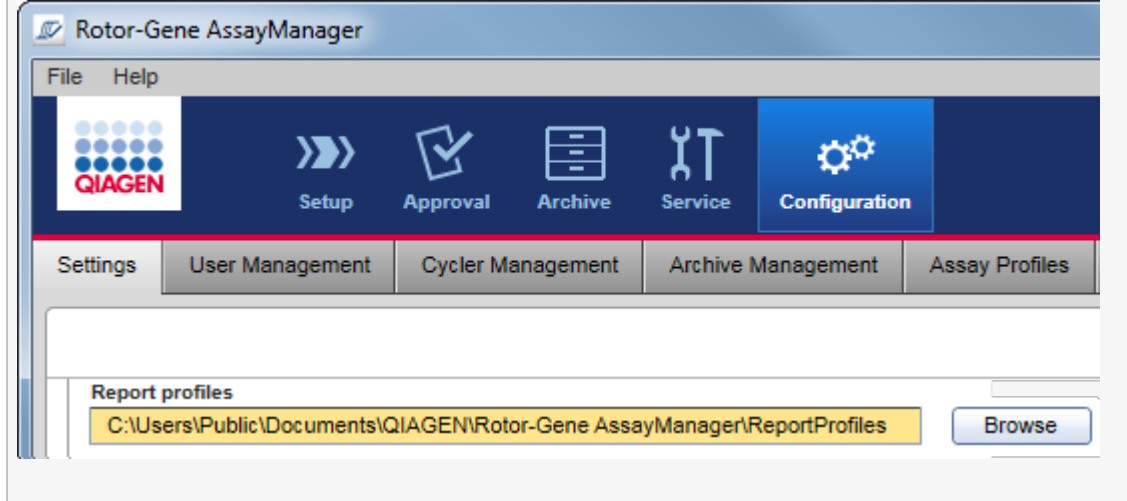 Rotor-Gene AssayManager
File Help
QIAGEN
Setup Approval Archive Service Configuration
Settings User Management Cycler Management Archive Management Assay Profiles
Report profiles
C:\Users\Public\Documents\QIAGEN\Rotor-Gene AssayManager\ReportProfiles Browse